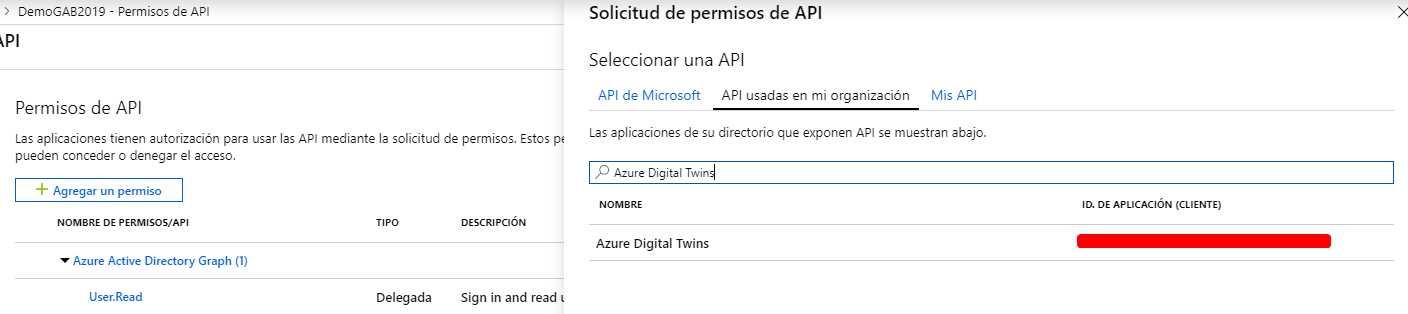 DemoGAB2019 - Permisos de API
API
Permisos de API
Las aplicaciones tienen autorización para usar las API mediante la solicitud de permisos. Estos pe
pueden conceder o denegar el acceso.
Agregar un permiso
NOMBRE DE PERMISOS/API TIPO DESCRIPCIÓN
Azure Active Directory Graph (1)
User.Read Delegada Sign in and read u
Solicitud de permisos de API
Seleccionar una API
API de Microsoft API usadas en mi organización Mis API
Las aplicaciones de su directorio que exponen API se muestran abajo.
Azure Digital Twins
NOMBRE ID. DE APLICACIÓN (CLIENTE)
Azure Digital Twins